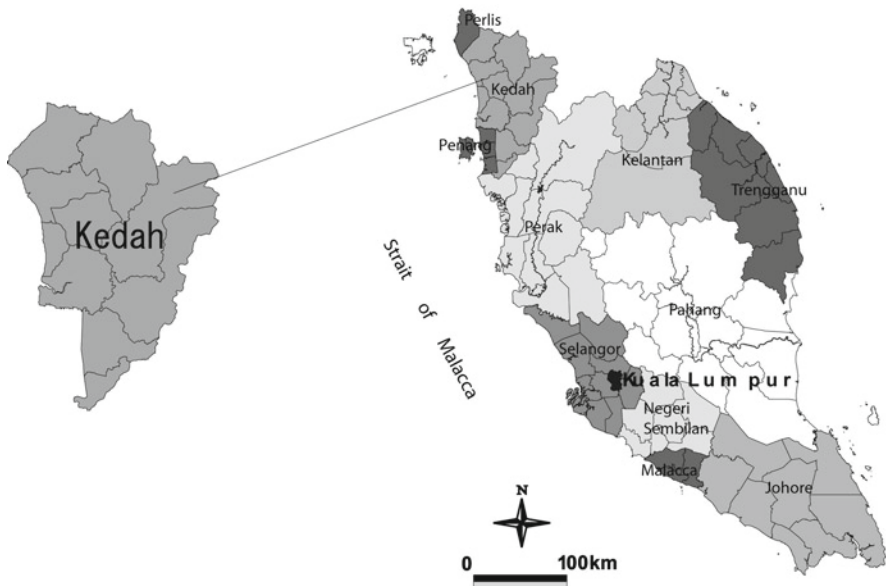 Perlis
Kedah
Penang
Kelantan
Trengganu
Perak
Kedah
Strait of Malacca
Pahang
Selangor
Kuala Lumpur
Negeri
Sembilan
Malacca
Johore
N
0 100km